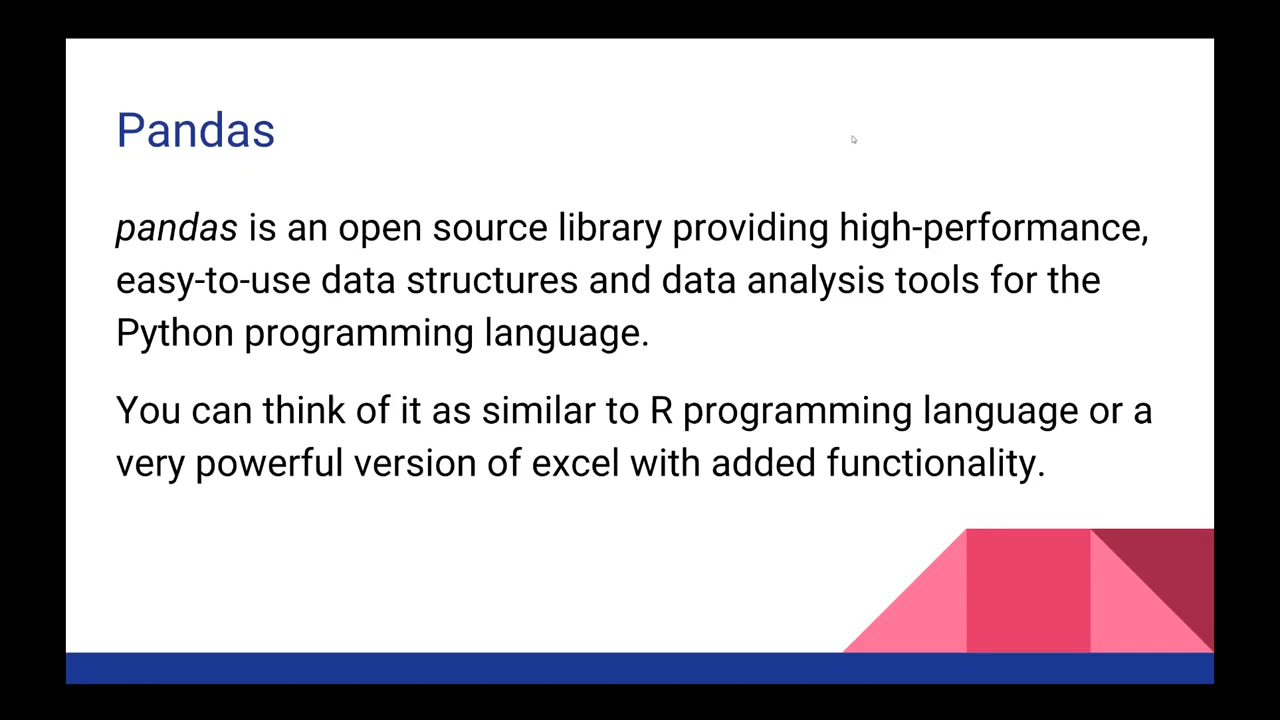 Pandas
pandas is an open source library providing high-performance,
easy-to-use data structures and data analysis tools for the
Python programming language.
You can think of it as similar to R programming language or a
very powerful version of excel with added functionality.